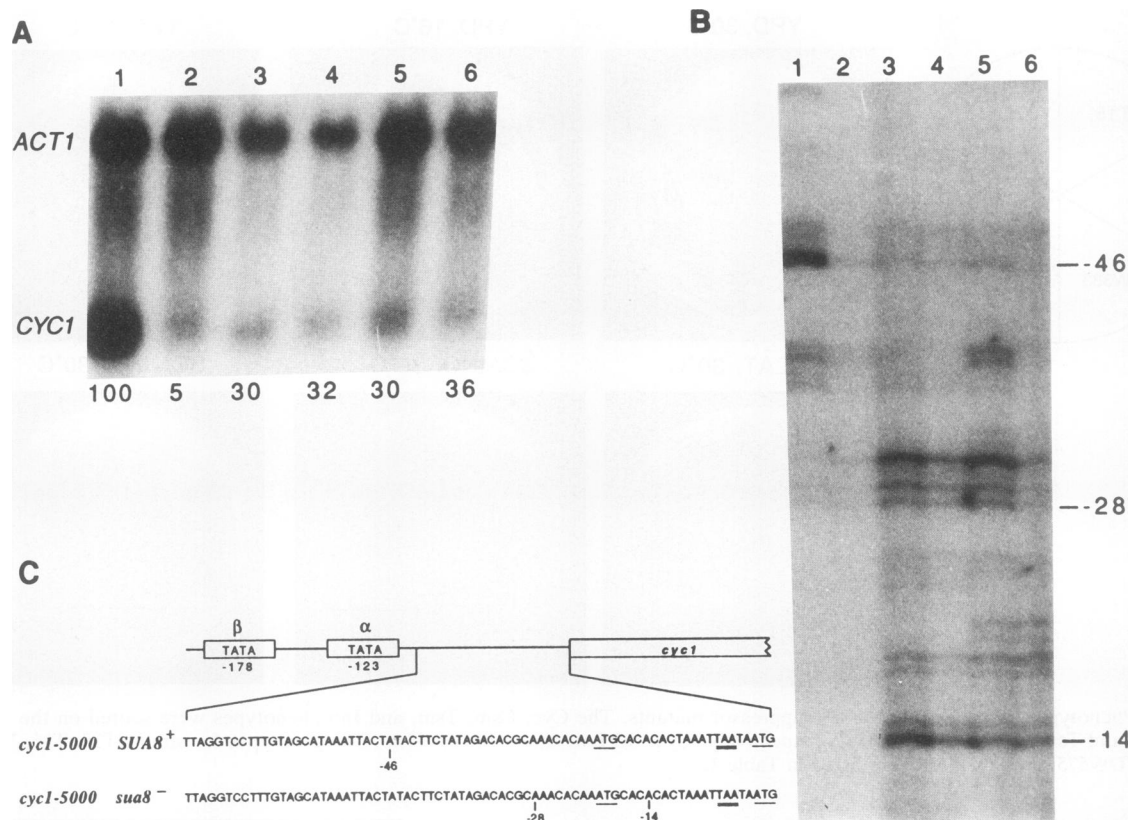 A
1 2 3 4 5 6
ACT1
CYC1
100 5 30 32 30 36
B
1 2 3 4 5 6
-46
-28
-14
C
β α
TATA TATA cyc1
-178 -123
cyc1-5000 SUA8+ TTAGGTCCTTTGTAGCATAAATTACTATACTTCTATAGACACGCAAACACAAATGCACACACTAAATTAATAATG
-46
cyc1-5000 sua8− TTAGGTCCTTTGTAGCATAAATTACTATACTTCTATAGACACGCAAACACAAATGCACACACTAAATTAATAATG
-28 -14